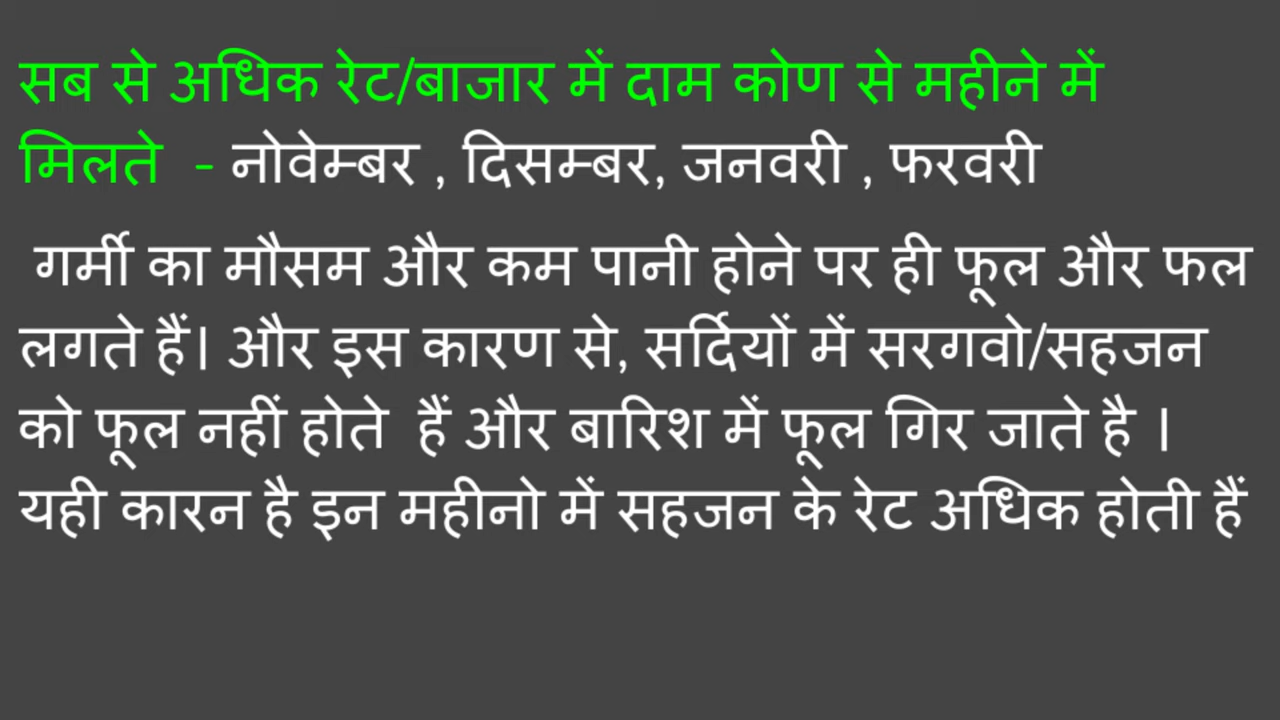 सब से अधिक रेट/बाजार में दाम कोण से महीने में
मिलते - नोवेम्बर , दिसम्बर, जनवरी , फरवरी
गर्मी का मौसम और कम पानी होने पर ही फूल और फल
लगते हैं। और इस कारण से, सर्दियों में सरगवो/सहजन
को फूल नहीं होते हैं और बारिश में फूल गिर जाते है ।
यही कारन है इन महीनो में सहजन के रेट अधिक होती हैं